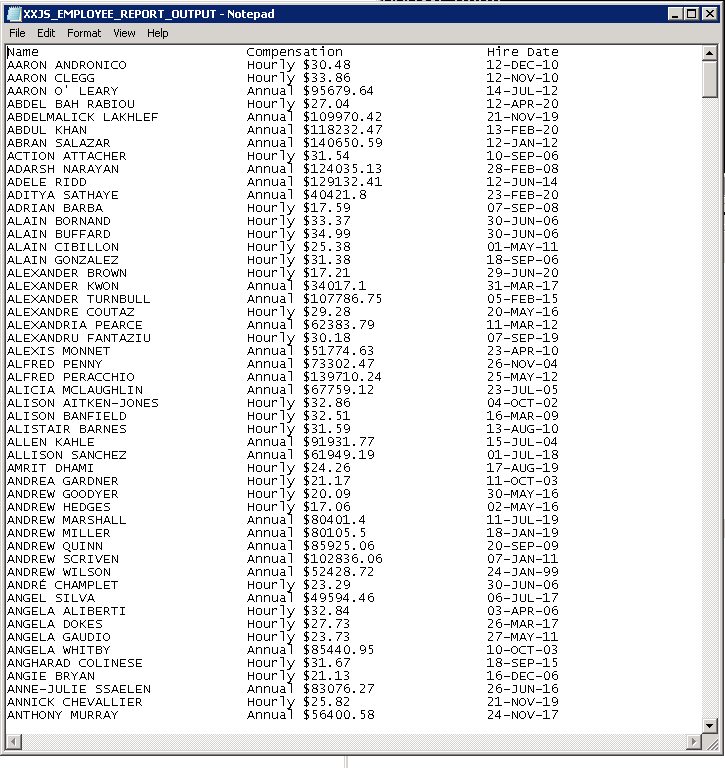 XXJS_EMPLOYEE_REPORT_OUTPUT - Notepad
File Edit Format View Help
Name Compensation Hire Date
AARON ANDRONICO Hourly $30.48 12-DEC-10
AARON CLEGG Hourly $33.86 12-NOV-10
AARON O' LEARY Annual $95679.64 14-JUL-12
ABDEL BAH RABIOU Hourly $27.04 12-APR-20
ABDELMALICK LAKHLEF Annual $109970.42 21-NOV-19
ABDUL KHAN Annual $118232.47 13-FEB-20
ABRAN SALAZAR Annual $140650.59 12-JAN-12
ACTION ATTACHER Hourly $31.54 10-SEP-06
ADARSH NARAYAN Annual $124035.13 28-FEB-08
ADELE RIDD Annual $129132.41 12-JUN-14
ADITYA SATHAYE Annual $40421.8 23-FEB-20
ADRIAN BARBA Hourly $17.59 07-SEP-08
ALAIN BORNAND Hourly $33.37 30-JUN-06
ALAIN BUFFARD Hourly $34.99 30-JUN-06
ALAIN CIBILLON Hourly $25.38 01-MAY-11
ALAIN GONZALEZ Hourly $31.38 18-SEP-06
ALEXANDER BROWN Hourly $17.21 29-JUN-20
ALEXANDER KWON Annual $34017.1 31-MAR-17
ALEXANDER TURNBULL Annual $107786.75 05-FEB-15
ALEXANDRE COUTAZ Hourly $29.28 20-MAY-16
ALEXANDRIA PEARCE Annual $62383.79 11-MAR-12
ALEXANDRU FANTAZIU Hourly $30.18 07-SEP-19
ALEXIS MONNET Annual $51774.63 23-APR-10
ALFRED PENNY Annual $73302.47 26-NOV-04
ALFRED PERACCHIO Annual $139710.24 25-MAY-12
ALICIA MCLAUGHLIN Annual $67759.12 23-JUL-05
ALISON AITKEN-JONES Hourly $32.86 04-OCT-02
ALISON BANFIELD Hourly $32.51 16-MAR-09
ALISTAIR BARNES Hourly $31.59 13-AUG-10
ALLEN KAHLE Annual $91931.77 15-JUL-04
ALLISON SANCHEZ Annual $61949.19 01-JUL-18
AMRIT DHAMI Hourly $24.26 17-AUG-19
ANDREA GARDNER Hourly $21.17 11-OCT-03
ANDREW GOODYER Hourly $20.09 30-MAY-16
ANDREW HEDGES Hourly $17.06 02-MAY-16
ANDREW MARSHALL Annual $80401.4 11-JUL-19
ANDREW MILLER Annual $80105.5 18-JAN-19
ANDREW QUINN Annual $85925.06 20-SEP-09
ANDREW SCRIVEN Annual $102836.06 07-JAN-11
ANDREW WILSON Annual $52428.72 24-JAN-99
ANDRÉ CHAMPLET Hourly $23.29 30-JUN-06
ANGEL SILVA Annual $49594.46 06-JUL-17
ANGELA ALIBERTI Hourly $32.84 03-APR-06
ANGELA DOKES Hourly $27.73 26-MAR-17
ANGELA GAUDIO Hourly $23.73 27-MAY-11
ANGELA WHITBY Annual $85440.95 10-OCT-03
ANGHARAD COLINESE Hourly $31.67 18-SEP-15
ANGIE BRYAN Hourly $21.13 16-DEC-06
ANNE-JULIE SSAELEN Annual $83076.27 26-JUN-16
ANNICK CHEVALLIER Hourly $25.82 21-NOV-19
ANTHONY MURRAY Annual $56400.58 24-NOV-17